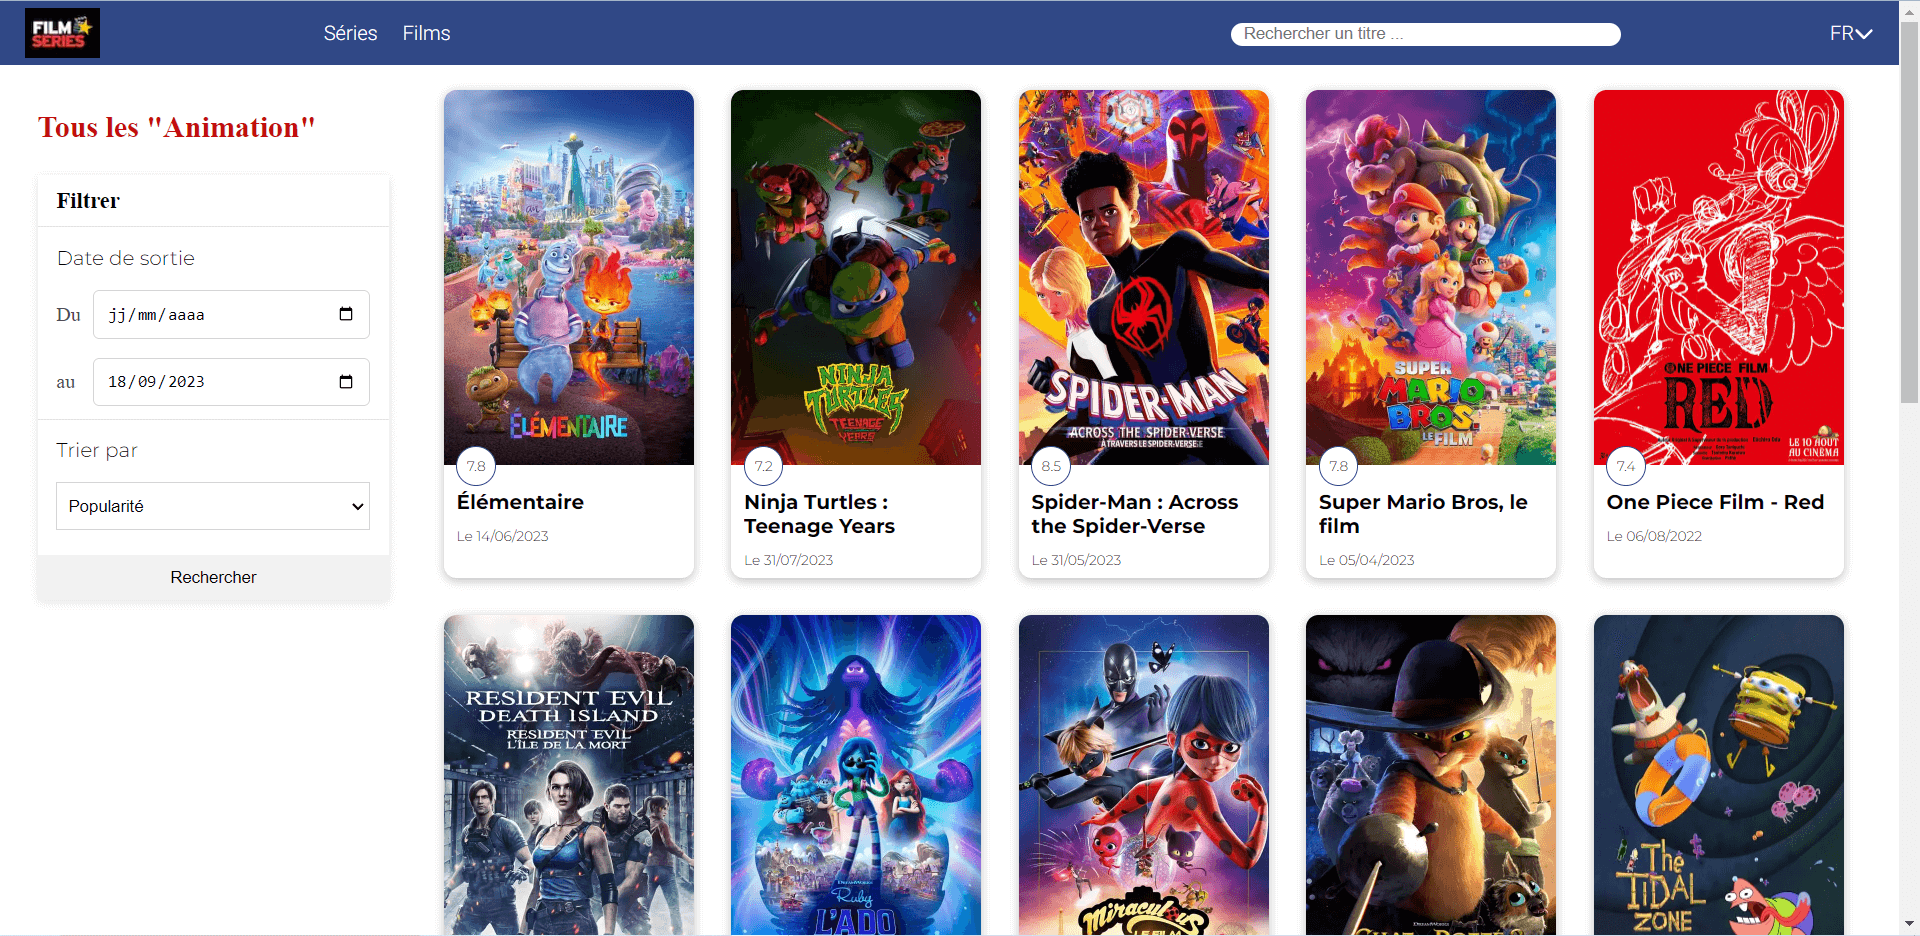 FILM
SERIES
Séries
Films
Rechercher un titre ...
FR
Tous les "Animation"
Filtrer
Date de sortie
Du
jj/mm/aaaa
au
18/09/2023
Trier par
Popularité
Rechercher
ÉLÉMENTAIRE
7.8
Élémentaire
Le 14/06/2023
NINJA
TURTLES
TEENAGE
YEARS
7.2
Ninja Turtles :
Teenage Years
Le 31/07/2023
SPIDER-MAN
ACROSS THE SPIDER-VERSE
À TRAVERS LE SPIDER-VERSE
8.5
Spider-Man : Across
the Spider-Verse
Le 31/05/2023
SUPER
MARIO
BROS.
LE FILM
7.8
Super Mario Bros, le
film
Le 05/04/2023
ONE PIECE FILM
RED
LE 10 AOUT
AU CINÉMA
7.4
One Piece Film - Red
Le 06/08/2022
RESIDENT EVIL
DEATH ISLAND
RESIDENT EVIL
L'ÎLE DE LA MORT
DREAMWORKS
Ruby
L'ADO
Miraculous
LE FILM
DREAMWORKS
The
TIDAL
ZONE